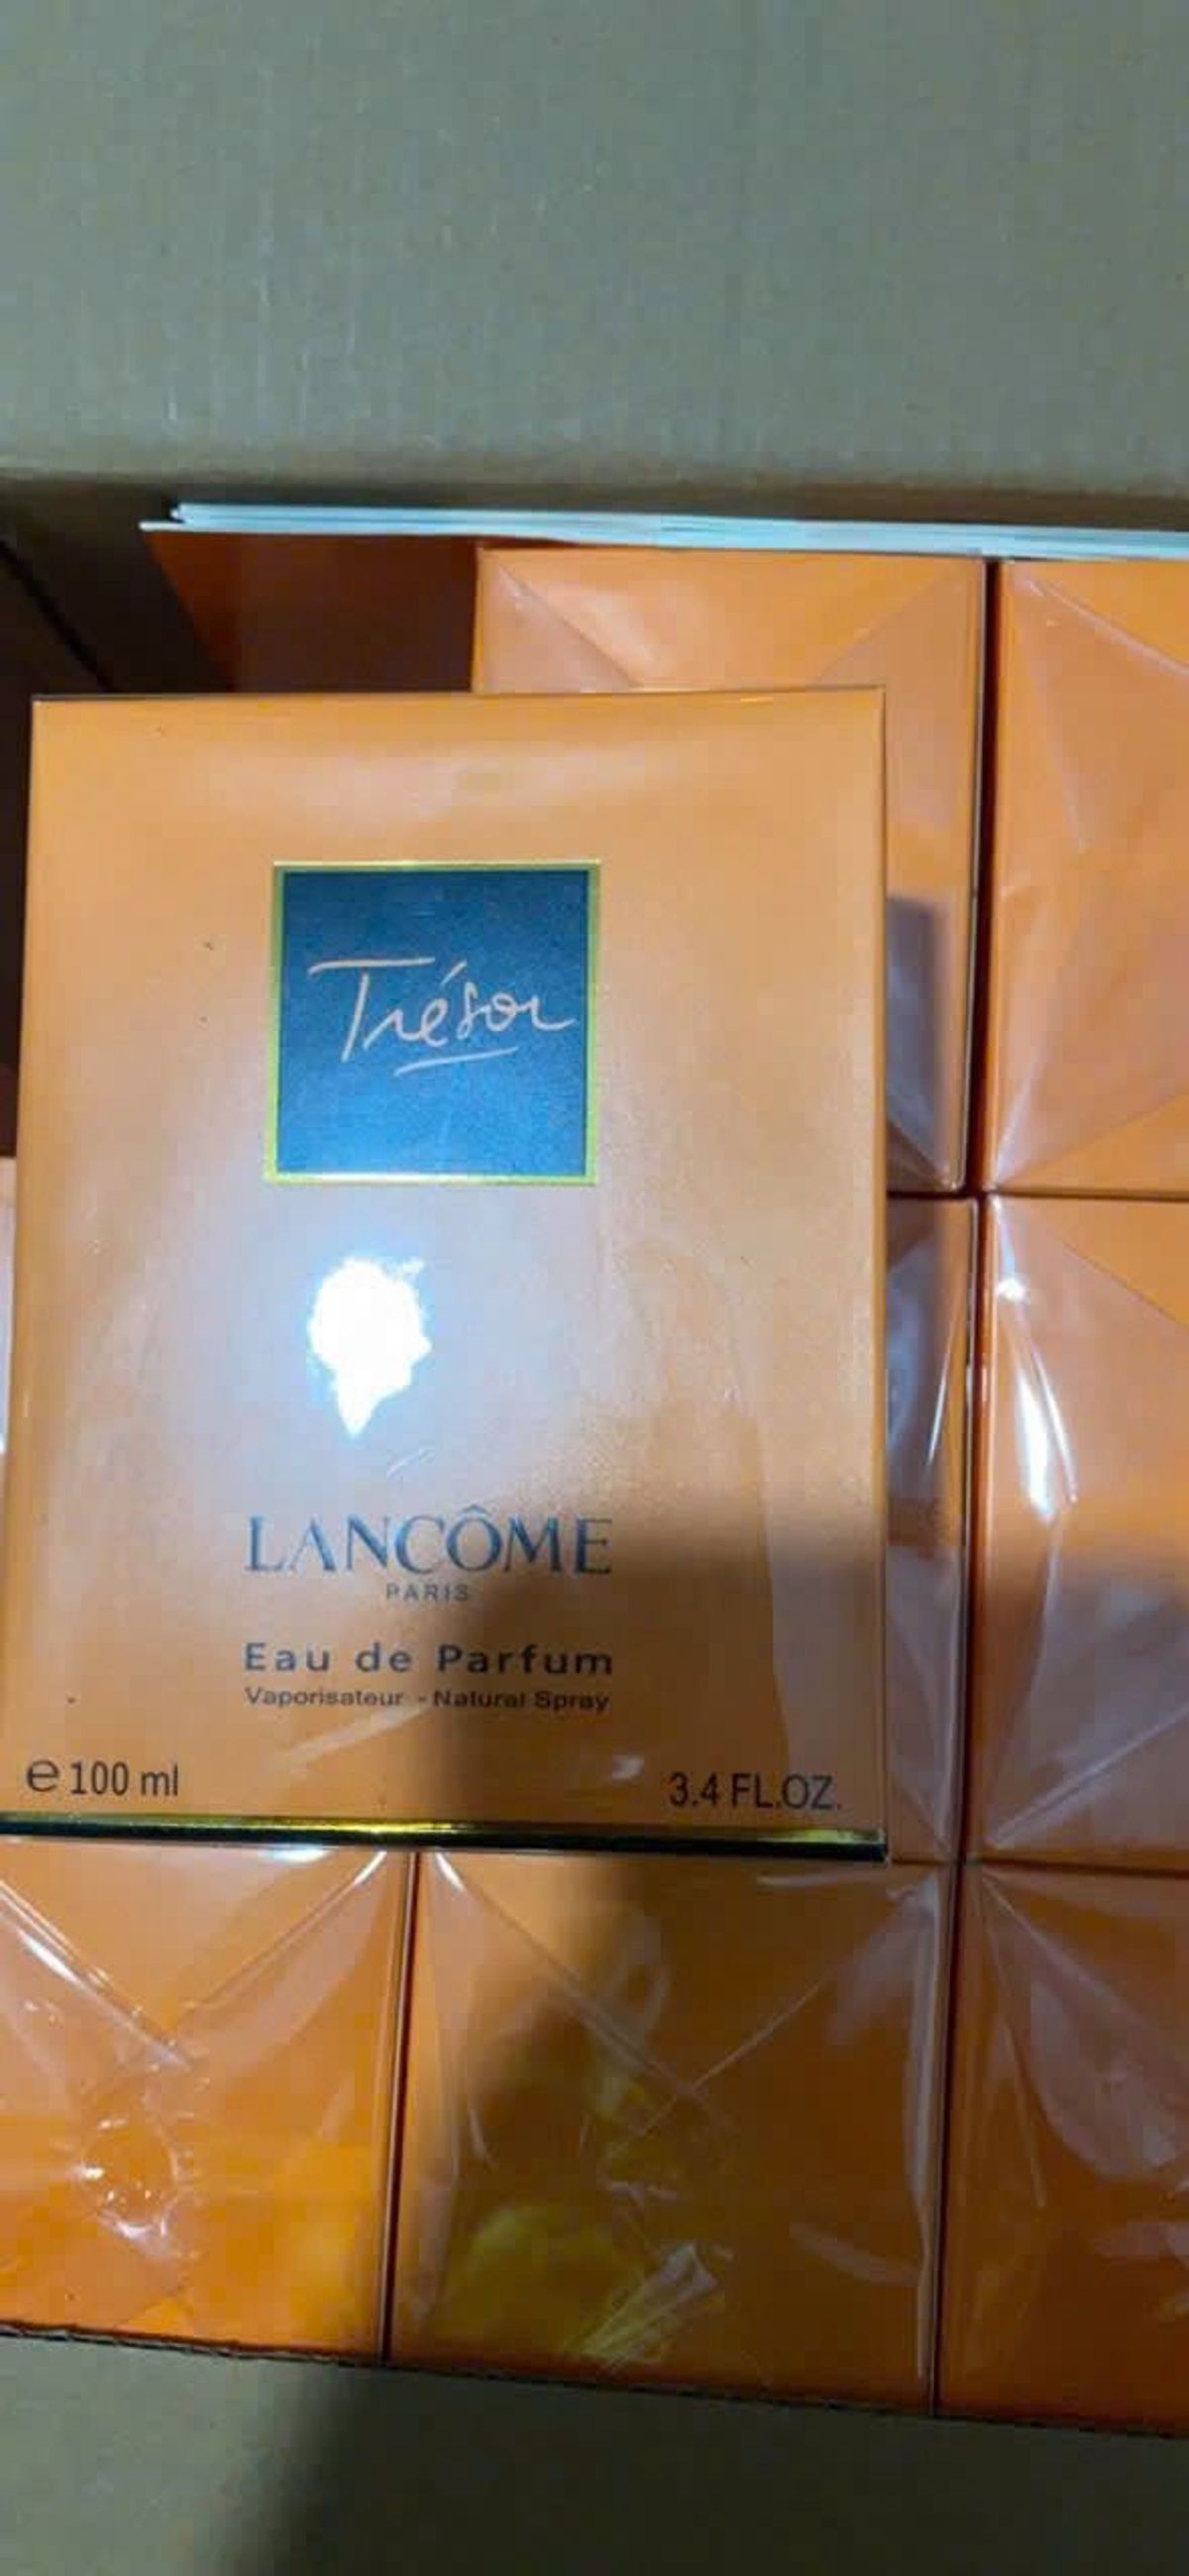 Trésor
LANCÔME
PARIS
Eau de Parfum
Vaporisateur - Natural Spray
e 100 ml
3.4 FL.OZ.